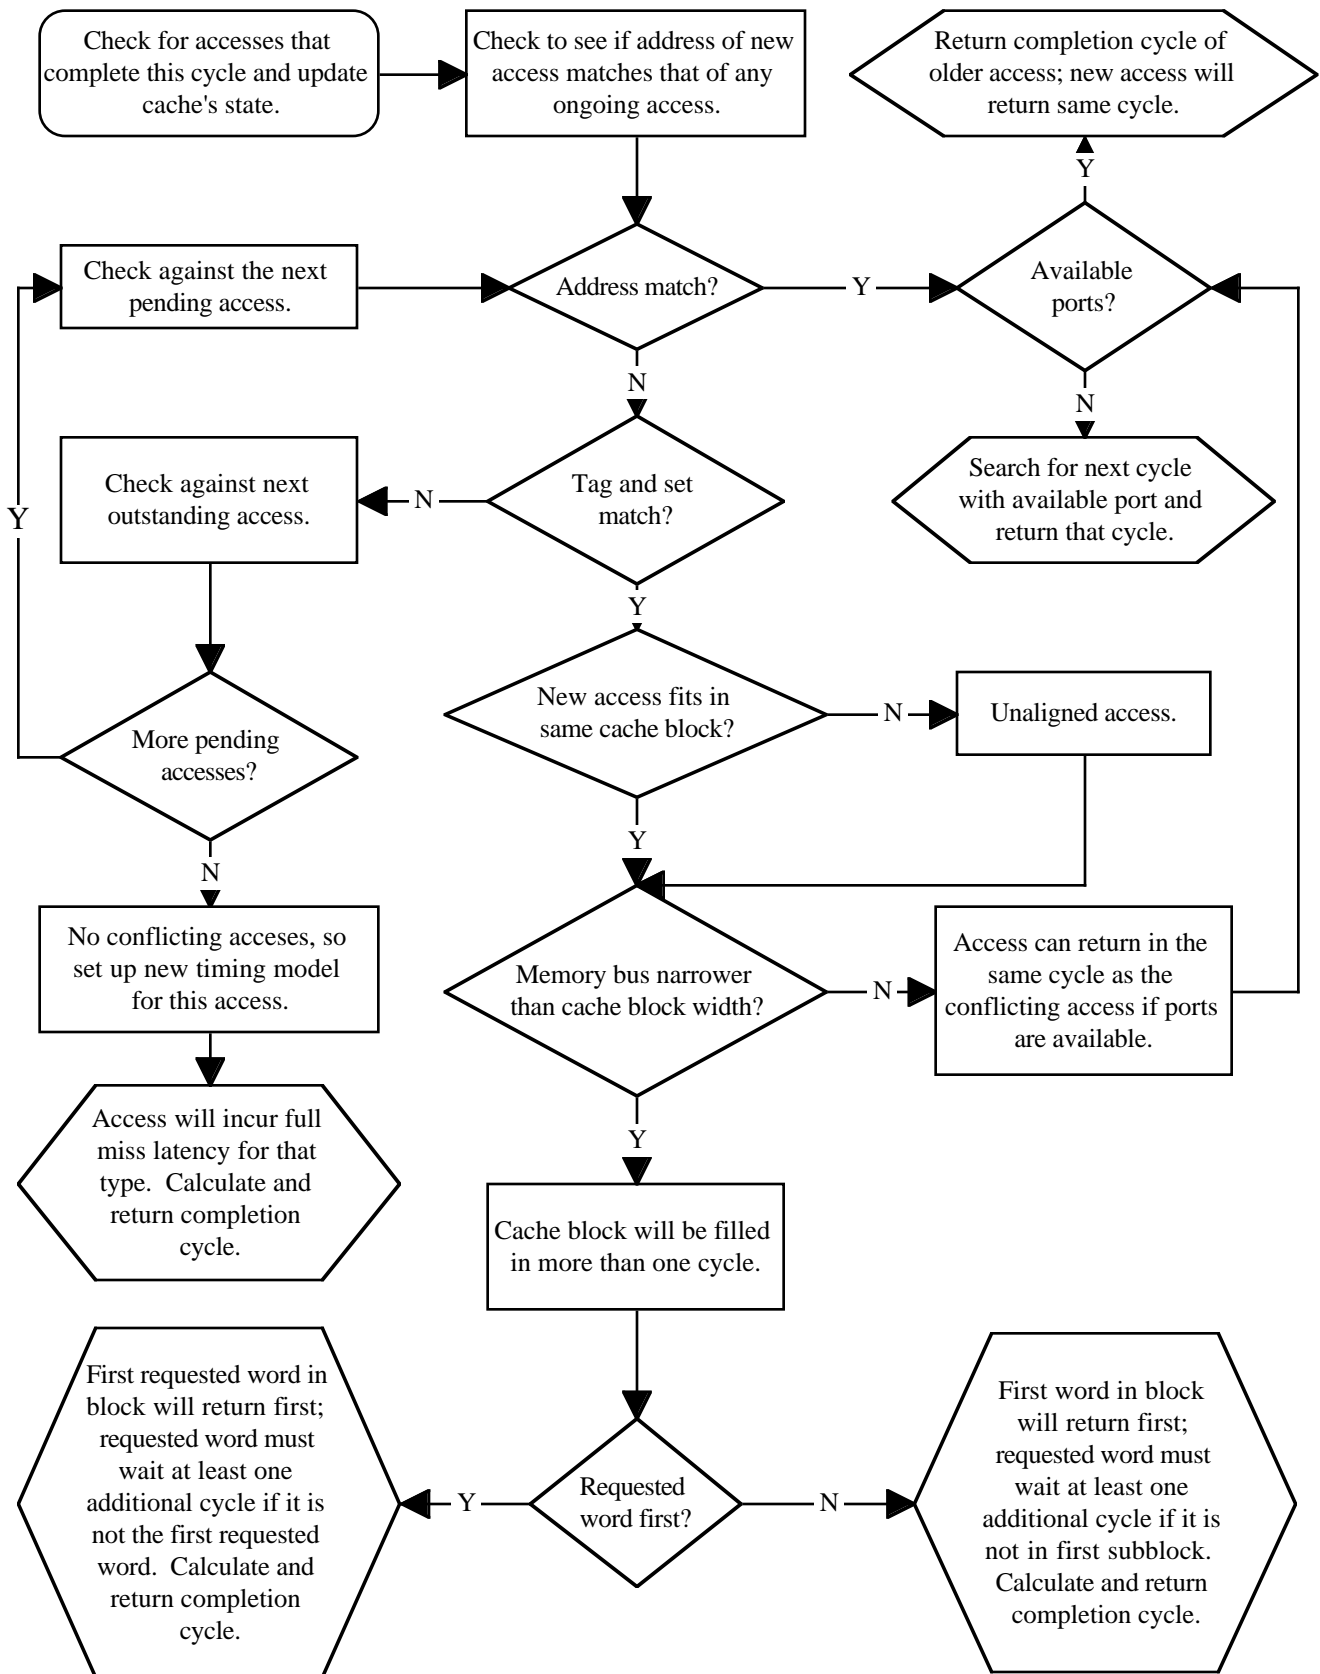 Check for accesses that
complete this cycle and update
cache's state.
Check to see if address of new
access matches that of any
ongoing access.
Return completion cycle of
older access; new access will
return same cycle.
Y
Check against the next
pending access.
Address match?
Y
Available
ports?
N
N
Search for next cycle
with available port and
return that cycle.
Check against next
outstanding access.
N
Tag and set
match?
Y
Y
New access fits in
same cache block?
N
Unaligned access.
More pending
accesses?
Y
N
No conflicting acceses, so
set up new timing model
for this access.
Memory bus narrower
than cache block width?
N
Access can return in the
same cycle as the
conflicting access if ports
are available.
Access will incur full
miss latency for that
type.  Calculate and
return completion
cycle.
Y
Cache block will be filled
in more than one cycle.
First requested word in
block will return first;
requested word must
wait at least one
additional cycle if it is
not the first requested
word.  Calculate and
return completion
cycle.
Y
Requested
word first?
N
First word in block
will return first;
requested word must
wait at least one
additional cycle if it is
not in first subblock.
Calculate and return
completion cycle.